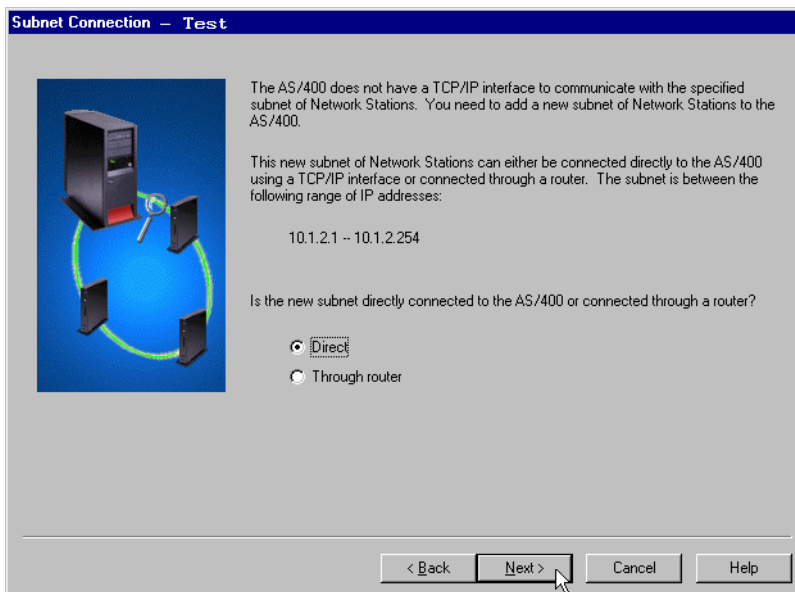 Subnet Connection – Test
The AS/400 does not have a TCP/IP interface to communicate with the specified
subnet of Network Stations. You need to add a new subnet of Network Stations to the
AS/400.
This new subnet of Network Stations can either be connected directly to the AS/400
using a TCP/IP interface or connected through a router. The subnet is between the
following range of IP addresses:
10.1.2.1 -- 10.1.2.254
Is the new subnet directly connected to the AS/400 or connected through a router?
Direct
Through router
< Back
Next >
Cancel
Help